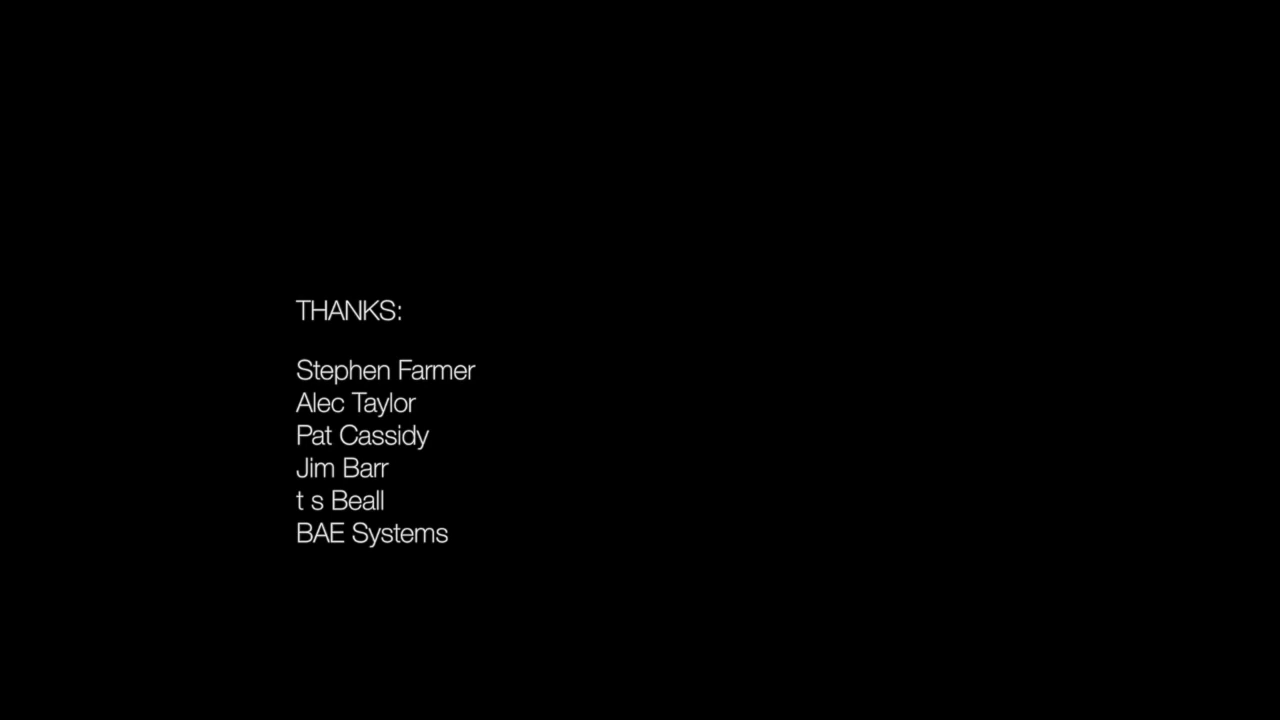 THANKS:
Stephen Farmer
Alec Taylor
Pat Cassidy
Jim Barr
t s Beall
BAE Systems